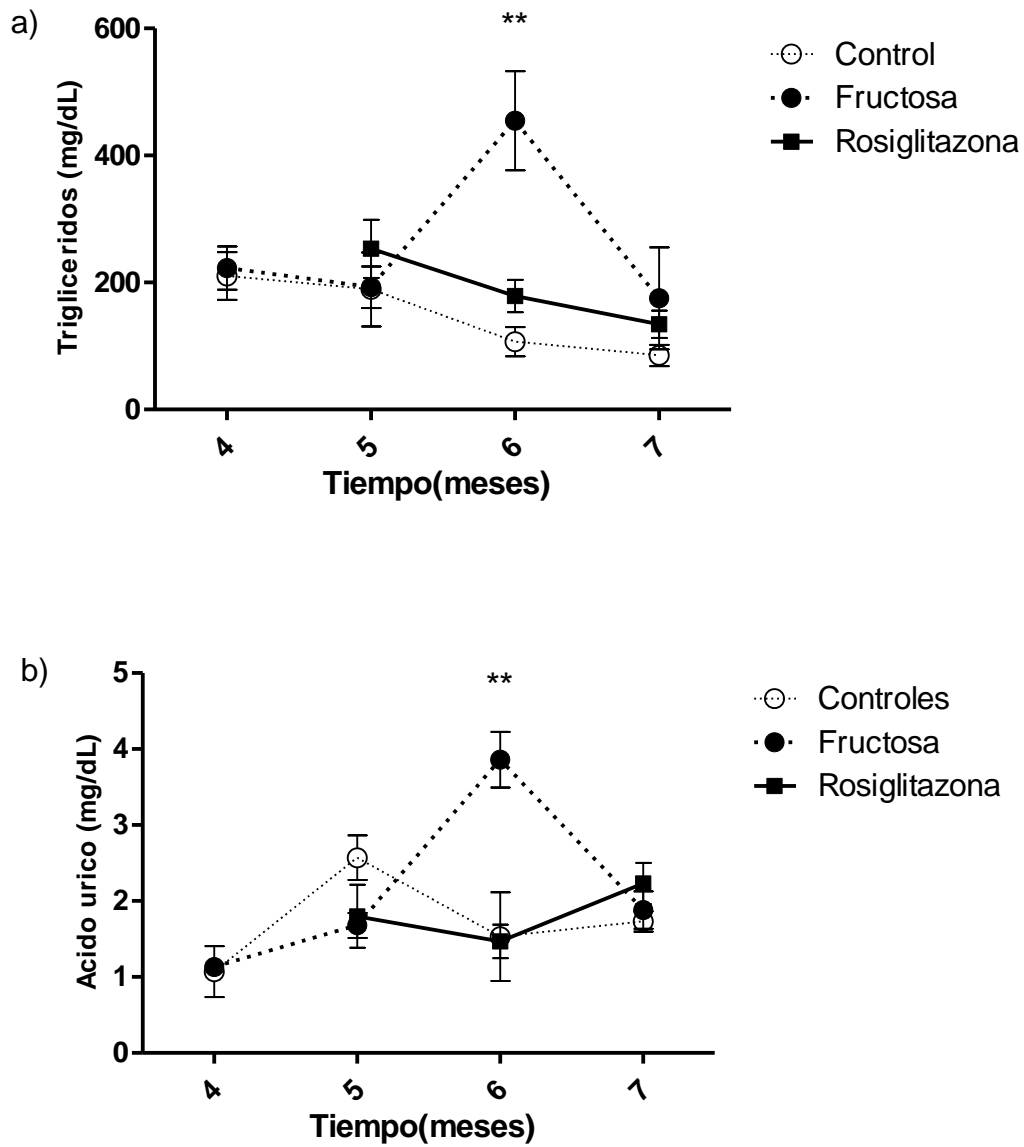 a)
600
400
200
0
Trigliceridos (mg/dL)
**
4
5
6
7
Tiempo(meses)
Control
Fructosa
Rosiglitazona
b)
5
4
3
2
1
0
Acido urico (mg/dL)
**
4
5
6
7
Tiempo(meses)
Controles
Fructosa
Rosiglitazona